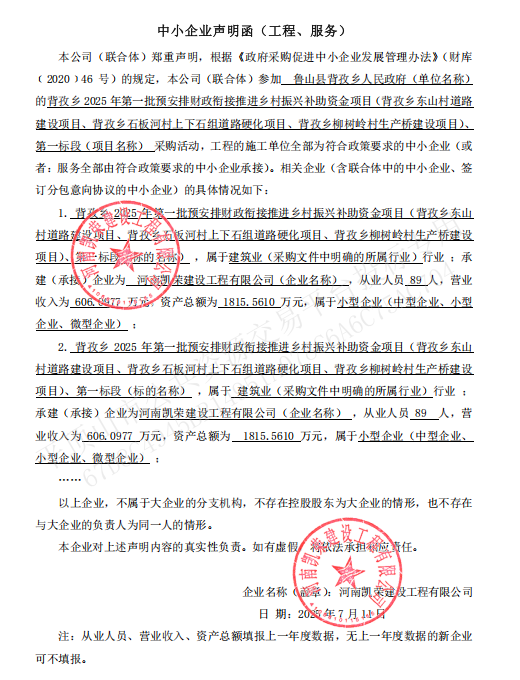 中小企业声明函（工程、服务）
本公司（联合体）郑重声明，根据《政府采购促进中小企业发展管理办法》（财库
﹝2020﹞46 号）的规定，本公司（联合体）参加 鲁山县背孜乡人民政府（单位名称）
的背孜乡 2025 年第一批预安排财政衔接推进乡村振兴补助资金项目（背孜乡东山村道路
建设项目、背孜乡石板河村上下石组道路硬化项目、背孜乡柳树岭村生产桥建设项目）、
第一标段（项目名称） 采购活动，工程的施工单位全部为符合政策要求的中小企业（或
者：服务全部由符合政策要求的中小企业承接）。相关企业（含联合体中的中小企业、签
订分包意向协议的中小企业）的具体情况如下：
1. 背孜乡 2025 年第一批预安排财政衔接推进乡村振兴补助资金项目（背孜乡东山
村道路建设项目、背孜乡石板河村上下石组道路硬化项目、背孜乡柳树岭村生产桥建设
项目）、第一标段（标的名称） ，属于建筑业（采购文件中明确的所属行业）行业 ；承
建（承接）企业为 河南凯荣建设工程有限公司（企业名称） ，从业人员 89 人，营业
收入为 606.0977 万元，资产总额为 1815.5610 万元，属于小型企业（中型企业、小型
企业、微型企业） ；
2. 背孜乡 2025 年第一批预安排财政衔接推进乡村振兴补助资金项目（背孜乡东山
村道路建设项目、背孜乡石板河村上下石组道路硬化项目、背孜乡柳树岭村生产桥建设
项目）、第一标段（标的名称） ，属于 建筑业（采购文件中明确的所属行业）行业 ；
承建（承接）企业为河南凯荣建设工程有限公司（企业名称） ，从业人员 89 人，营
业收入为 606.0977 万元，资产总额为 1815.5610 万元，属于小型企业（中型企业、
小型企业、微型企业） ；
……
以上企业，不属于大企业的分支机构，不存在控股股东为大企业的情形，也不存在
与大企业的负责人为同一人的情形。
本企业对上述声明内容的真实性负责。如有虚假，将依法承担相应责任。
企业名称（盖章）：河南凯荣建设工程有限公司
日 期：2025 年 7 月 11 日
注：从业人员、营业收入、资产总额填报上一年度数据，无上一年度数据的新企业
可不填报。
河南凯荣建设工程有限公司
河南凯荣建设工程有限公司